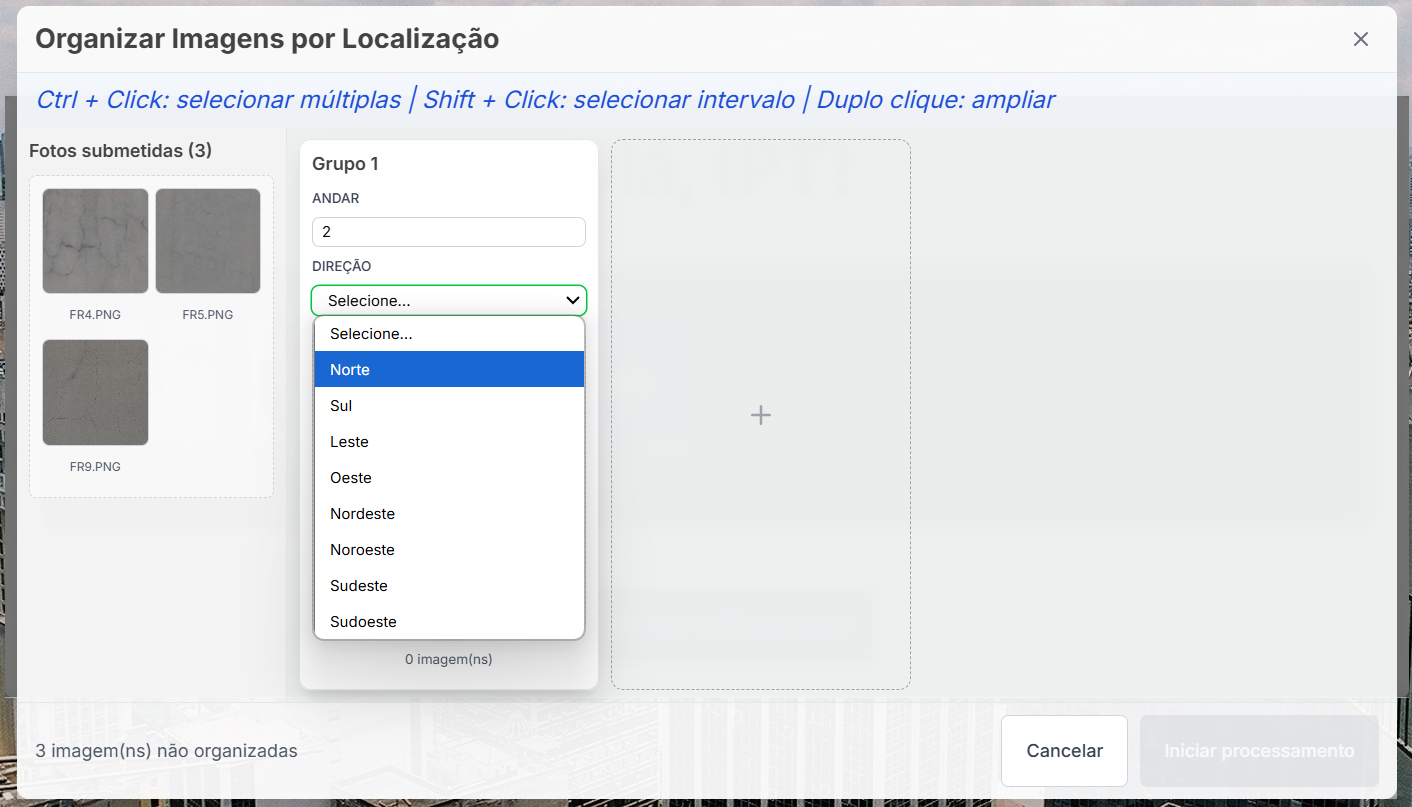 Organizar Imagens por Localização
Ctrl + Click: selecionar múltiplas | Shift + Click: selecionar intervalo | Duplo clique: ampliar
Fotos submetidas (3)
FR4.PNG
FR5.PNG
FR9.PNG
Grupo 1
ANDAR
2
DIREÇÃO
Selecione...
Selecione...
Norte
Sul
Leste
Oeste
Nordeste
Noroeste
Sudeste
Sudoeste
0 imagem(ns)
3 imagem(ns) não organizadas
Cancelar
Iniciar processamento